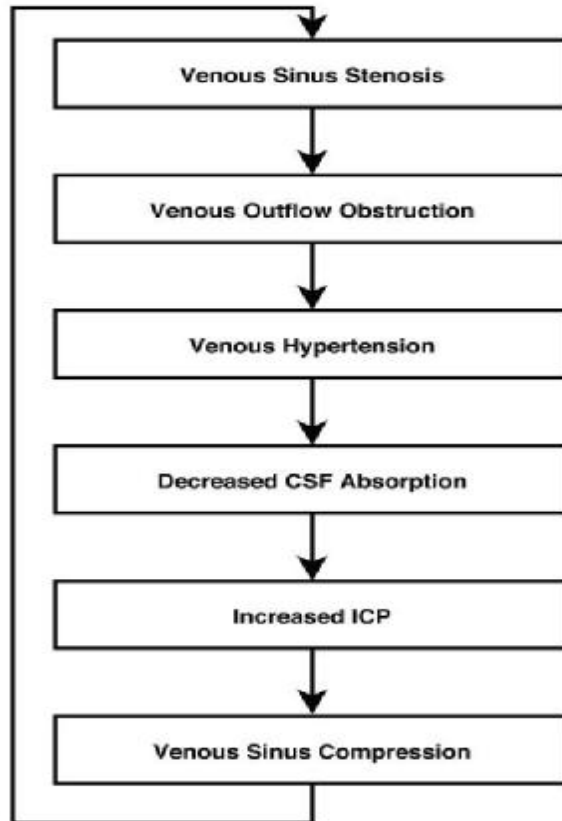 Venous Sinus Stenosis
Venous Outflow Obstruction
Venous Hypertension
Decreased CSF Absorption
Increased ICP
Venous Sinus Compression